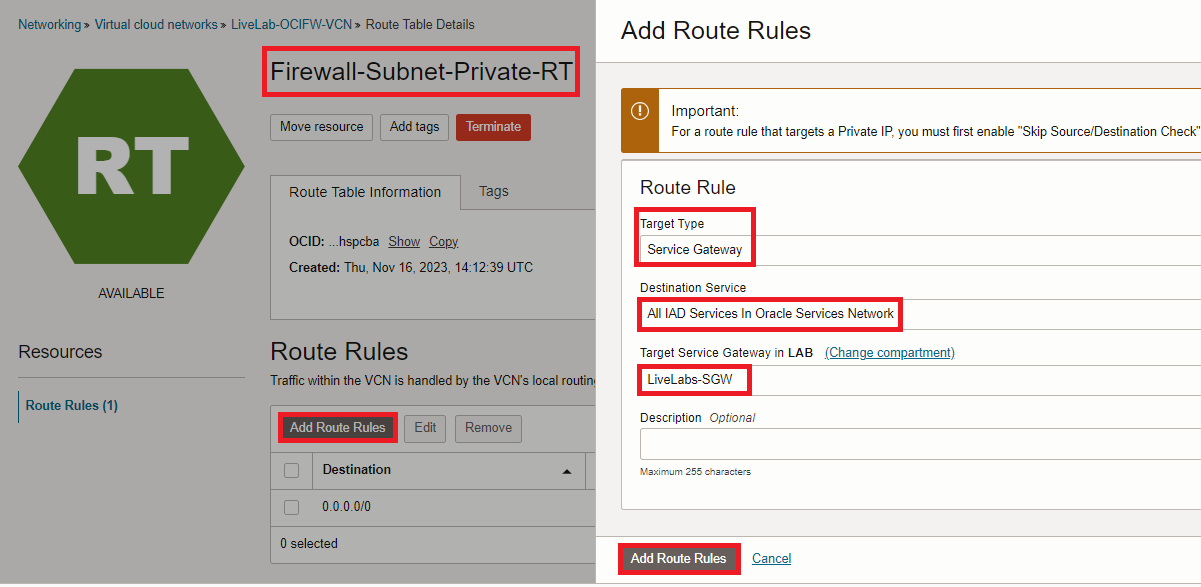 Networking » Virtual cloud networks » LiveLab-OCIFW-VCN » Route Table Details
RT
AVAILABLE
Firewall-Subnet-Private-RT
Move resource Add tags Terminate
Route Table Information Tags
OCID: ...hspcba Show Copy
Created: Thu, Nov 16, 2023, 14:12:39 UTC
Resources
Route Rules (1)
Route Rules
Traffic within the VCN is handled by the VCN's local routing
Add Route Rules Edit Remove
Destination
0.0.0.0/0
0 selected
Add Route Rules
Important:
For a route rule that targets a Private IP, you must first enable "Skip Source/Destination Check"
Route Rule
Target Type
Service Gateway
Destination Service
All IAD Services In Oracle Services Network
Target Service Gateway in LAB (Change compartment)
LiveLabs-SGW
Description Optional
Maximum 255 characters
Add Route Rules Cancel